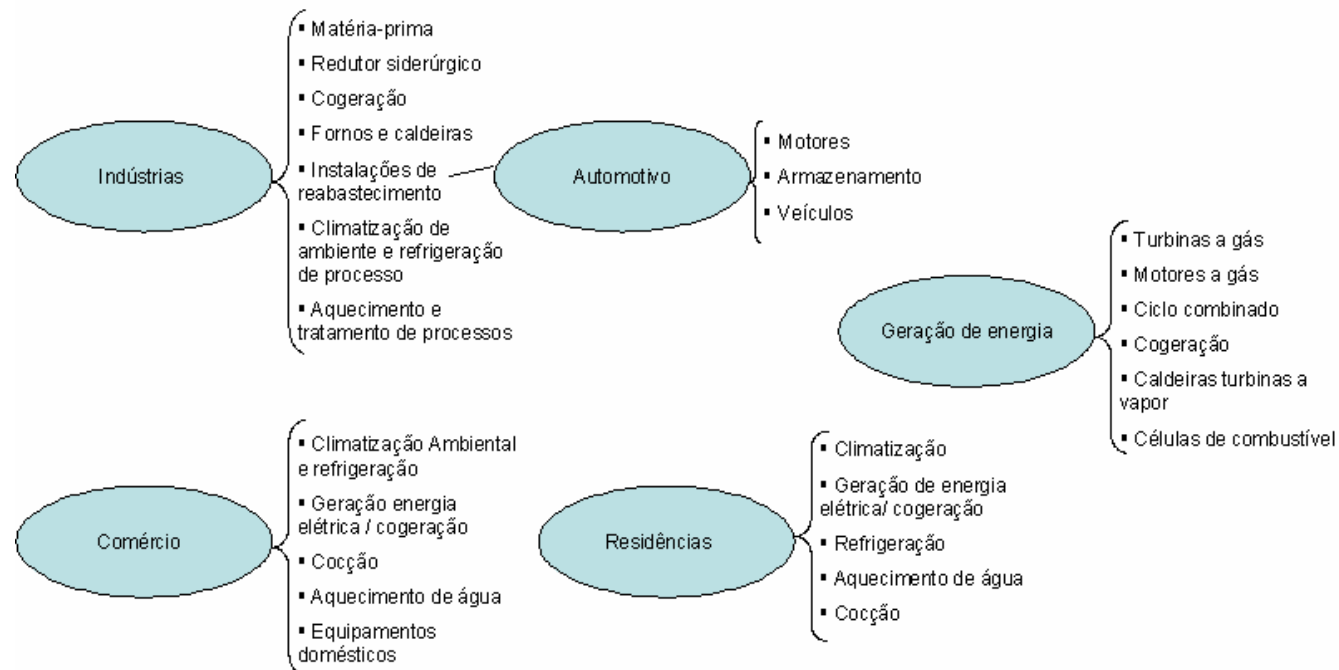 Indústrias
▪ Matéria-prima
▪ Redutor siderúrgico
▪ Cogeração
▪ Fornos e caldeiras
▪ Instalações de
reabastecimento
▪ Climatização de
ambiente e refrigeração
de processo
▪ Aquecimento e
tratamento de processos
Automotivo
▪ Motores
▪ Armazenamento
▪ Veículos
Geração de energia
▪ Turbinas a gás
▪ Motores a gás
▪ Ciclo combinado
▪ Cogeração
▪ Caldeiras turbinas a
vapor
▪ Células de combustível
Comércio
▪ Climatização Ambiental
e refrigeração
▪ Geração energia
elétrica / cogeração
▪ Cocção
▪ Aquecimento de água
▪ Equipamentos
domésticos
Residências
▪ Climatização
▪ Geração de energia
elétrica/ cogeração
▪ Refrigeração
▪ Aquecimento de água
▪ Cocção